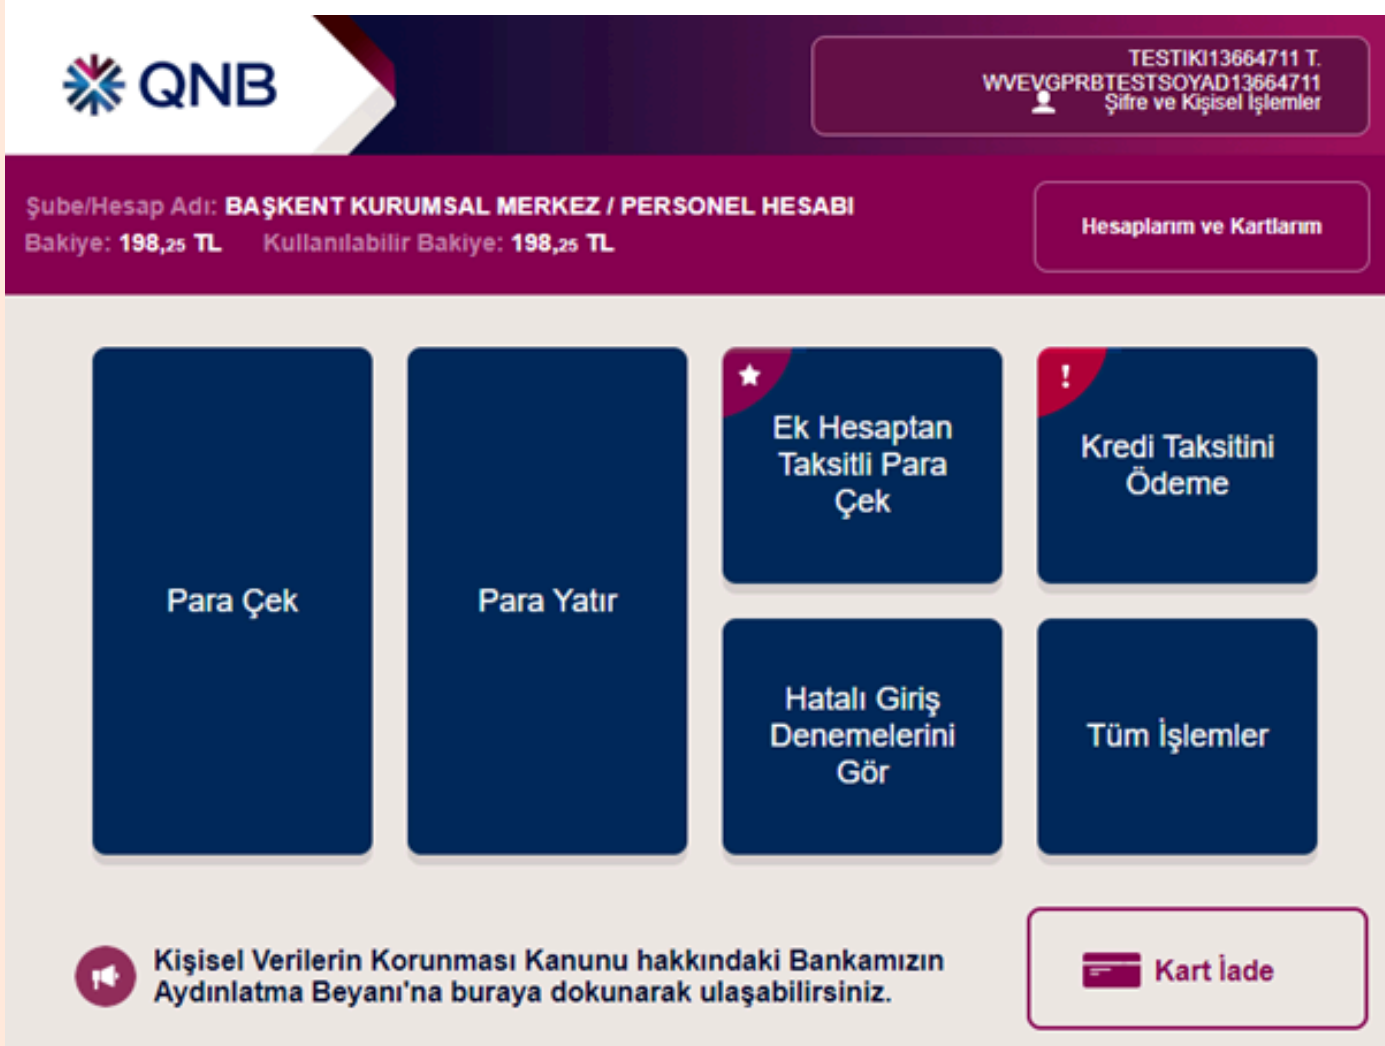 QNB
TESTIKI13664711 T.
WVEVGPRBTESTSOYAD13664711
Şifre ve Kişisel İşlemler
Şube/Hesap Adı: BAŞKENT KURUMSAL MERKEZ / PERSONEL HESABI
Bakiye: 198,25 TL Kullanılabilir Bakiye: 198,25 TL
Hesaplarım ve Kartlarım
Para Çek
Para Yatır
Ek Hesaptan
Taksitli Para
Çek
Kredi Taksitini
Ödeme
Hatalı Giriş
Denemelerini
Gör
Tüm İşlemler
Kişisel Verilerin Korunması Kanunu hakkındaki Bankamızın
Aydınlatma Beyanı'na buraya dokunarak ulaşabilirsiniz.
Kart İade